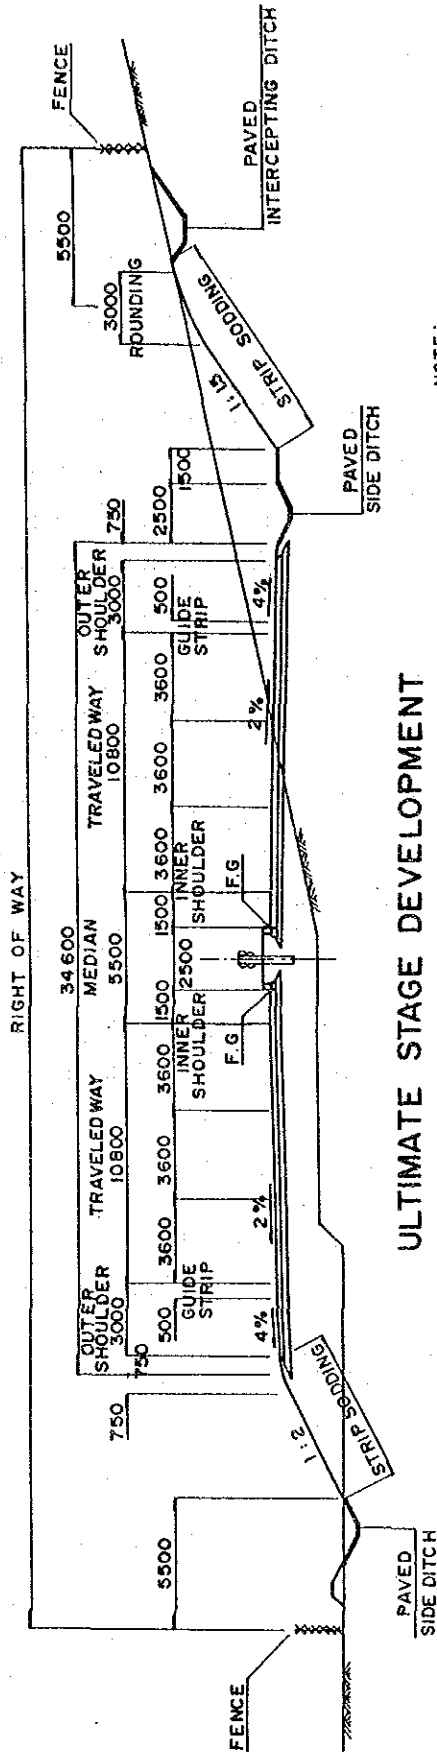 RIGHT OF WAY
34600
OUTER SHOULDER
TRAVELED WAY
MEDIAN
TRAVELED WAY
OUTER SHOULDER
750
750
3000
10800
5500
10800
3000
750
5500
500
3600
3600
3600
1500
2500
1500
3600
3600
3600
500
2500
1500
GUIDE STRIP
INNER SHOULDER
INNER SHOULDER
GUIDE STRIP
5500
3000
ROUNDING
FENCE
FENCE
4%
2%
F.G
F.G
2%
4%
1:2
STRIP SODDING
1:1.5
STRIP SODDING
PAVED
SIDE DITCH
PAVED
SIDE DITCH
PAVED
INTERCEPTING DITCH
ULTIMATE STAGE DEVELOPMENT